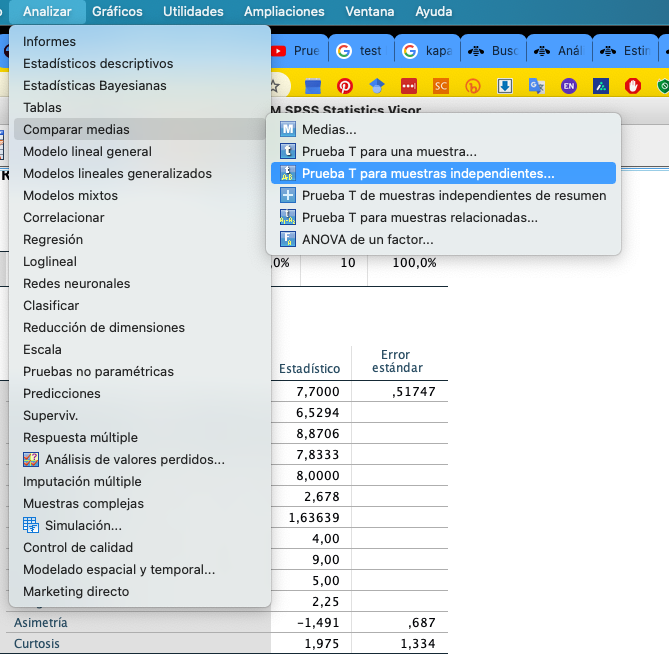 Analizar Gráficos Utilidades Ampliaciones Ventana Ayuda
Prue test kapa Busc Anál Estim
SC EN
M SPSS Statistics Visor
Informes
Estadísticos descriptivos
Estadísticas Bayesianas
Tablas
Comparar medias
Modelo lineal general
Modelos lineales generalizados
Modelos mixtos
Correlacionar
Regresión
Loglineal
Redes neuronales
Clasificar
Reducción de dimensiones
Escala
Pruebas no paramétricas
Predicciones
Superviv.
Respuesta múltiple
Análisis de valores perdidos...
Imputación múltiple
Muestras complejas
Simulación...
Control de calidad
Modelado espacial y temporal...
Marketing directo
Medias...
Prueba T para una muestra...
Prueba T para muestras independientes...
Prueba T de muestras independientes de resumen
Prueba T para muestras relacionadas...
ANOVA de un factor...
,0% 10 100,0%
Estadístico Error estándar
7,7000 ,51747
6,5294
8,8706
7,8333
8,0000
2,678
1,63639
4,00
9,00
5,00
2,25
Asimetría -1,491 ,687
Curtosis 1,975 1,334